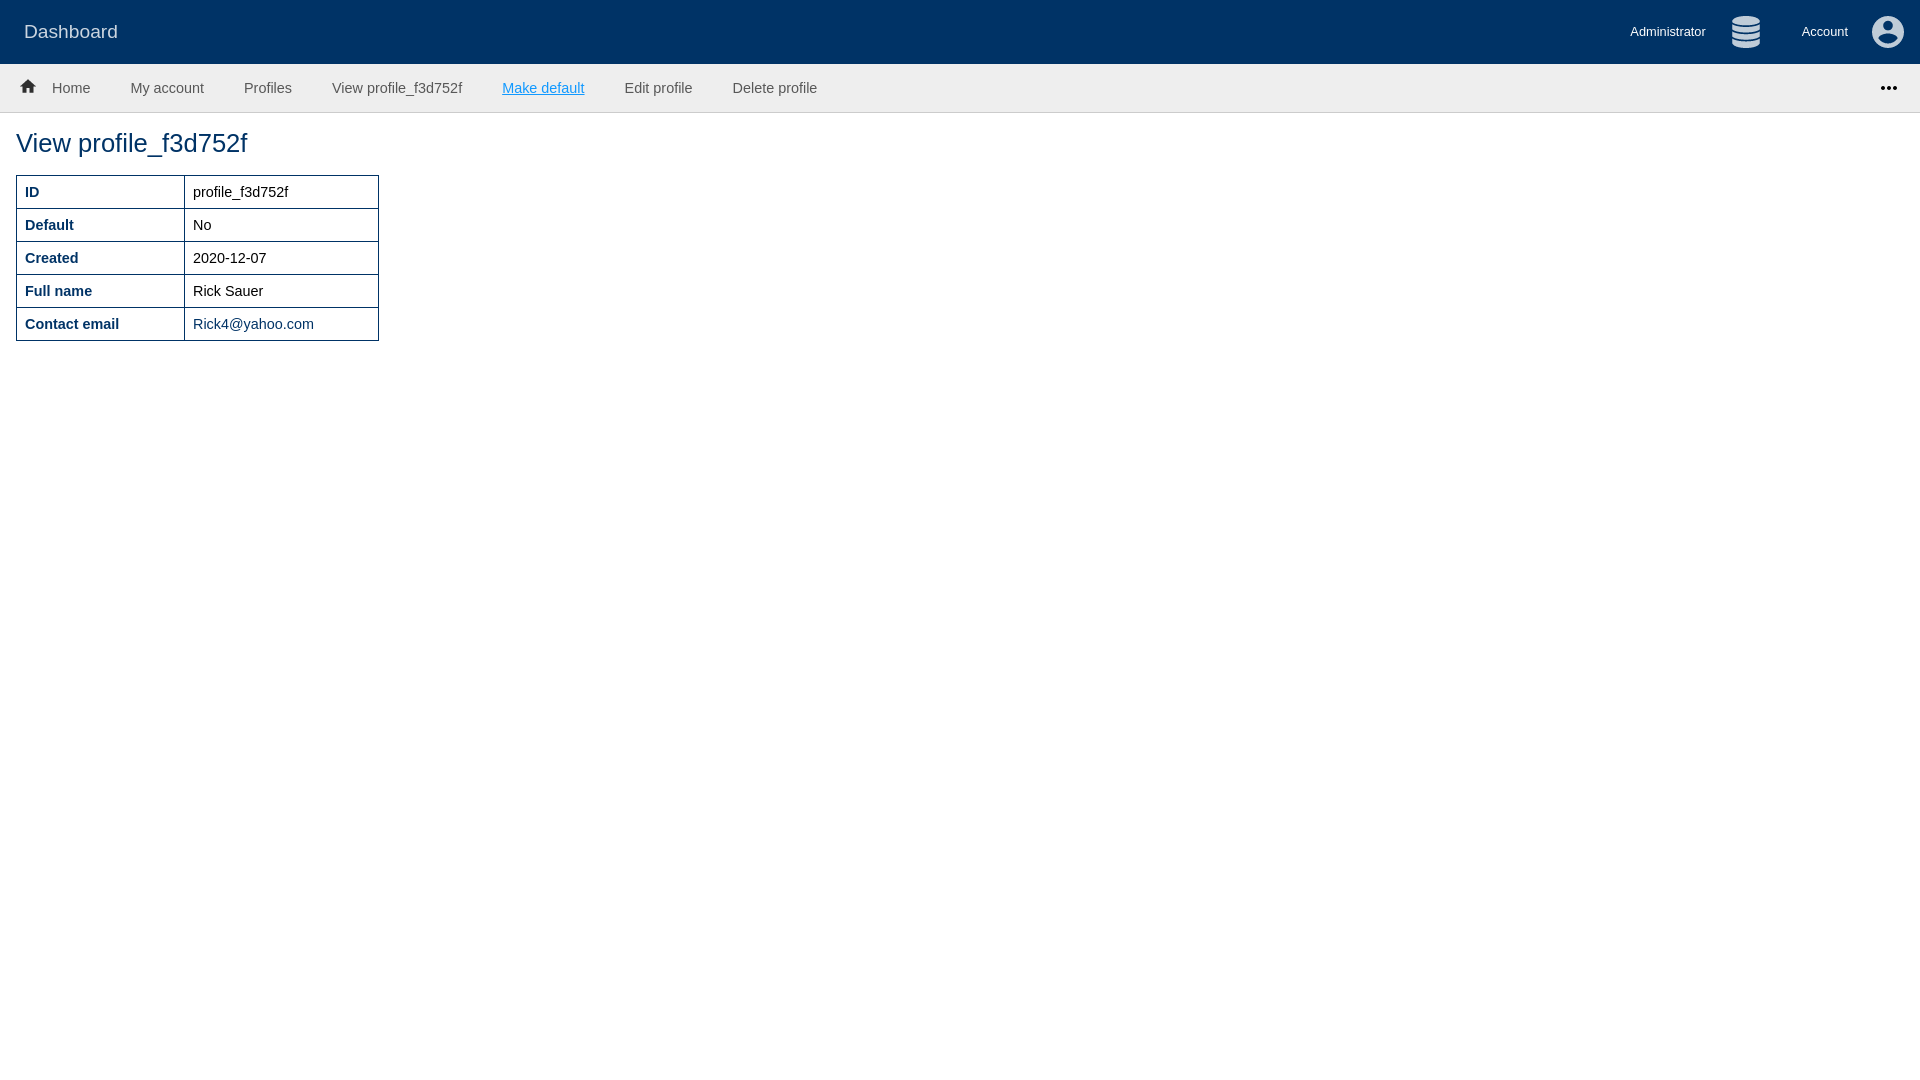 Dashboard
Administrator
Account
Home
My account
Profiles
View profile_f3d752f
Make default
Edit profile
Delete profile
View profile_f3d752f
ID profile_f3d752f
Default No
Created 2020-12-07
Full name Rick Sauer
Contact email Rick4@yahoo.com